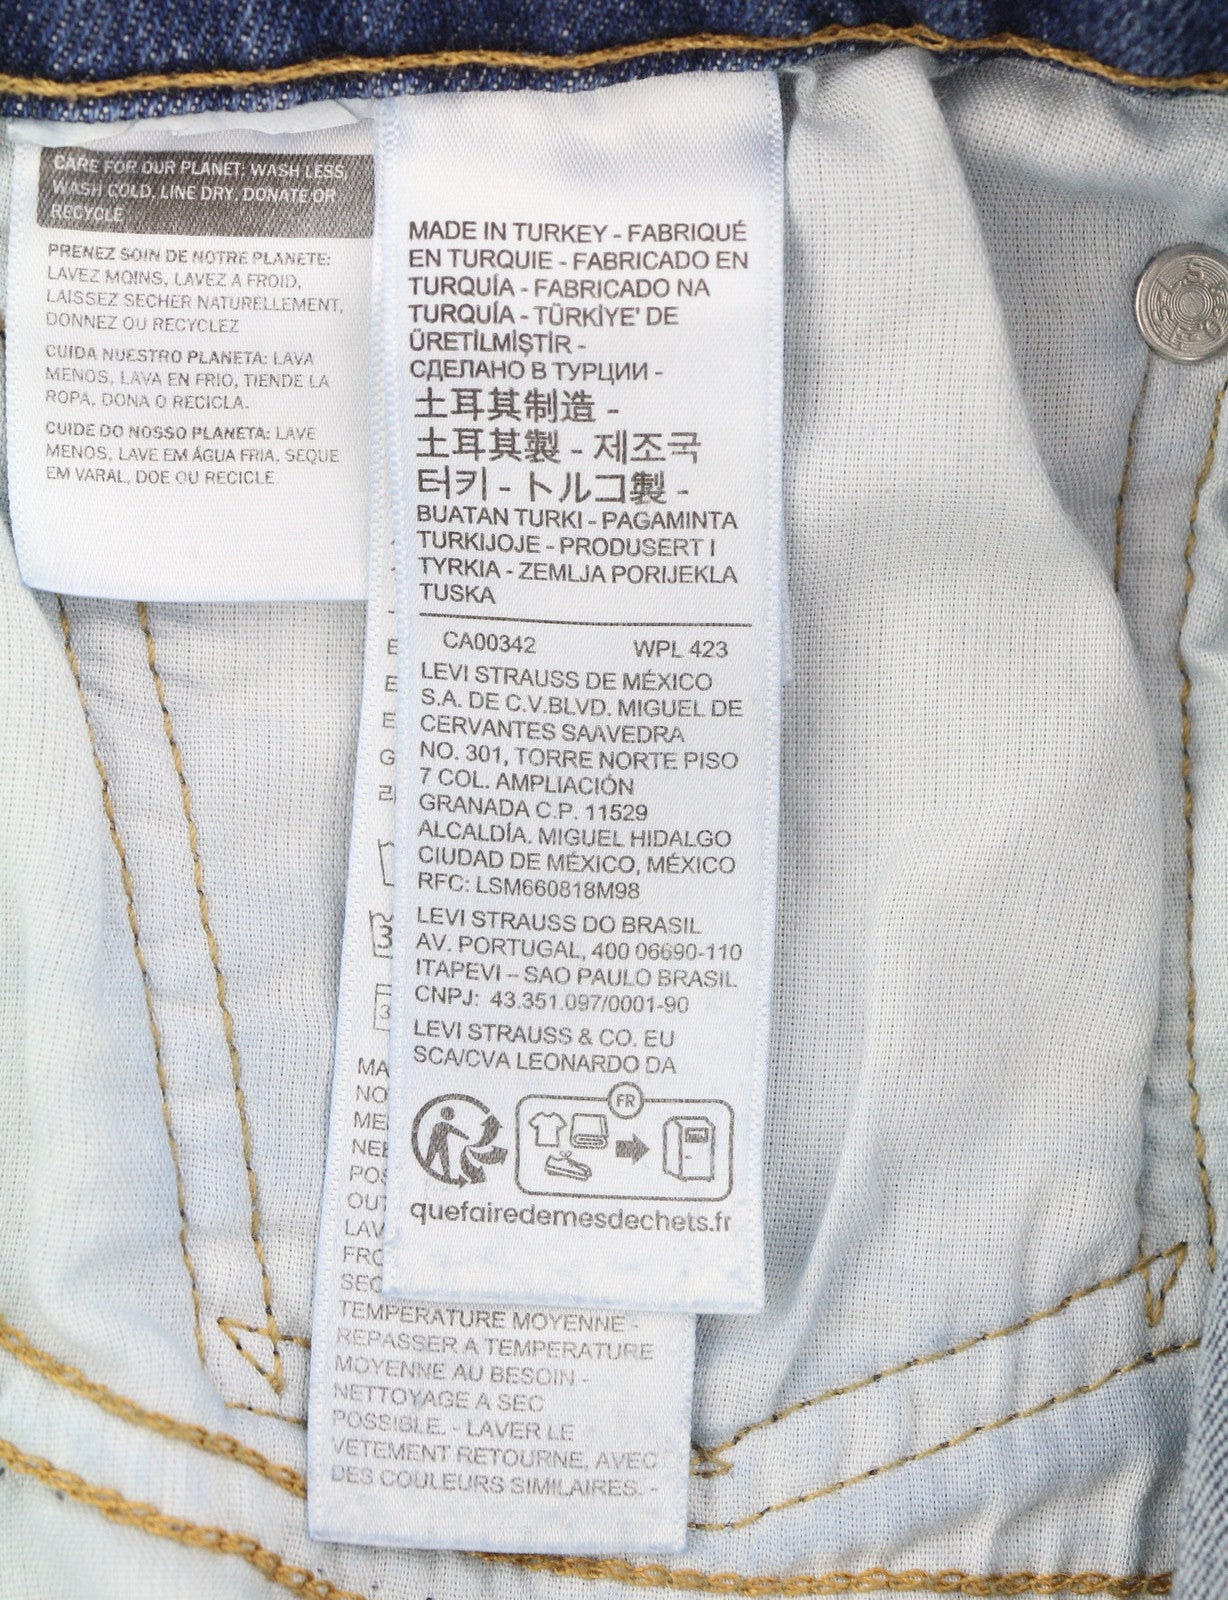 CARE FOR OUR PLANET: WASH LESS,
WASH COLD, LINE DRY, DONATE OR
RECYCLE
PRENEZ SOIN DE NOTRE PLANETE:
LAVEZ MOINS, LAVEZ A FROID,
LAISSEZ SECHER NATURELLEMENT,
DONNEZ OU RECYCLEZ
CUIDA NUESTRO PLANETA: LAVA
MENOS, LAVA EN FRIO, TIENDE LA
ROPA, DONA O RECICLA.
CUIDE DO NOSSO PLANETA: LAVE
MENOS, LAVE EM ÁGUA FRIA, SEQUE
EM VARAL, DOE OU RECICLE
MADE IN TURKEY - FABRIQUÉ
EN TURQUIE - FABRICADO EN
TURQUÍA - FABRICADO NA
TURQUÍA - TÜRKİYE' DE
ÜRETİLMİŞTİR -
СДЕЛАНО В ТУРЦИИ -
土耳其制造 -
土耳其製 - 제조국
터키 - トルコ製 -
BUATAN TURKI - PAGAMINTA
TURKIJOJE - PRODUSERT I
TYRKIA - ZEMLJA PORIJEKLA
TUSKA
CA00342 WPL 423
LEVI STRAUSS DE MÉXICO
S.A. DE C.V.BLVD. MIGUEL DE
CERVANTES SAAVEDRA
NO. 301, TORRE NORTE PISO
7 COL. AMPLIACIÓN
GRANADA C.P. 11529
ALCALDÍA. MIGUEL HIDALGO
CIUDAD DE MÉXICO, MÉXICO
RFC: LSM660818M98
LEVI STRAUSS DO BRASIL
AV. PORTUGAL, 400 06690-110
ITAPEVI – SAO PAULO BRASIL
CNPJ: 43.351.097/0001-90
LEVI STRAUSS & CO. EU
SCA/CVA LEONARDO DA
FR
quefairedemesdechets.fr
MA
NO
ME
POS
OU
LAV
FRO
SEC
TEMPERATURE MOYENNE -
REPASSER A TEMPERATURE
MOYENNE AU BESOIN -
NETTOYAGE A SEC
POSSIBLE. - LAVER LE
VETEMENT RETOURNE, AVEC
DES COULEURS SIMILAIRES. -